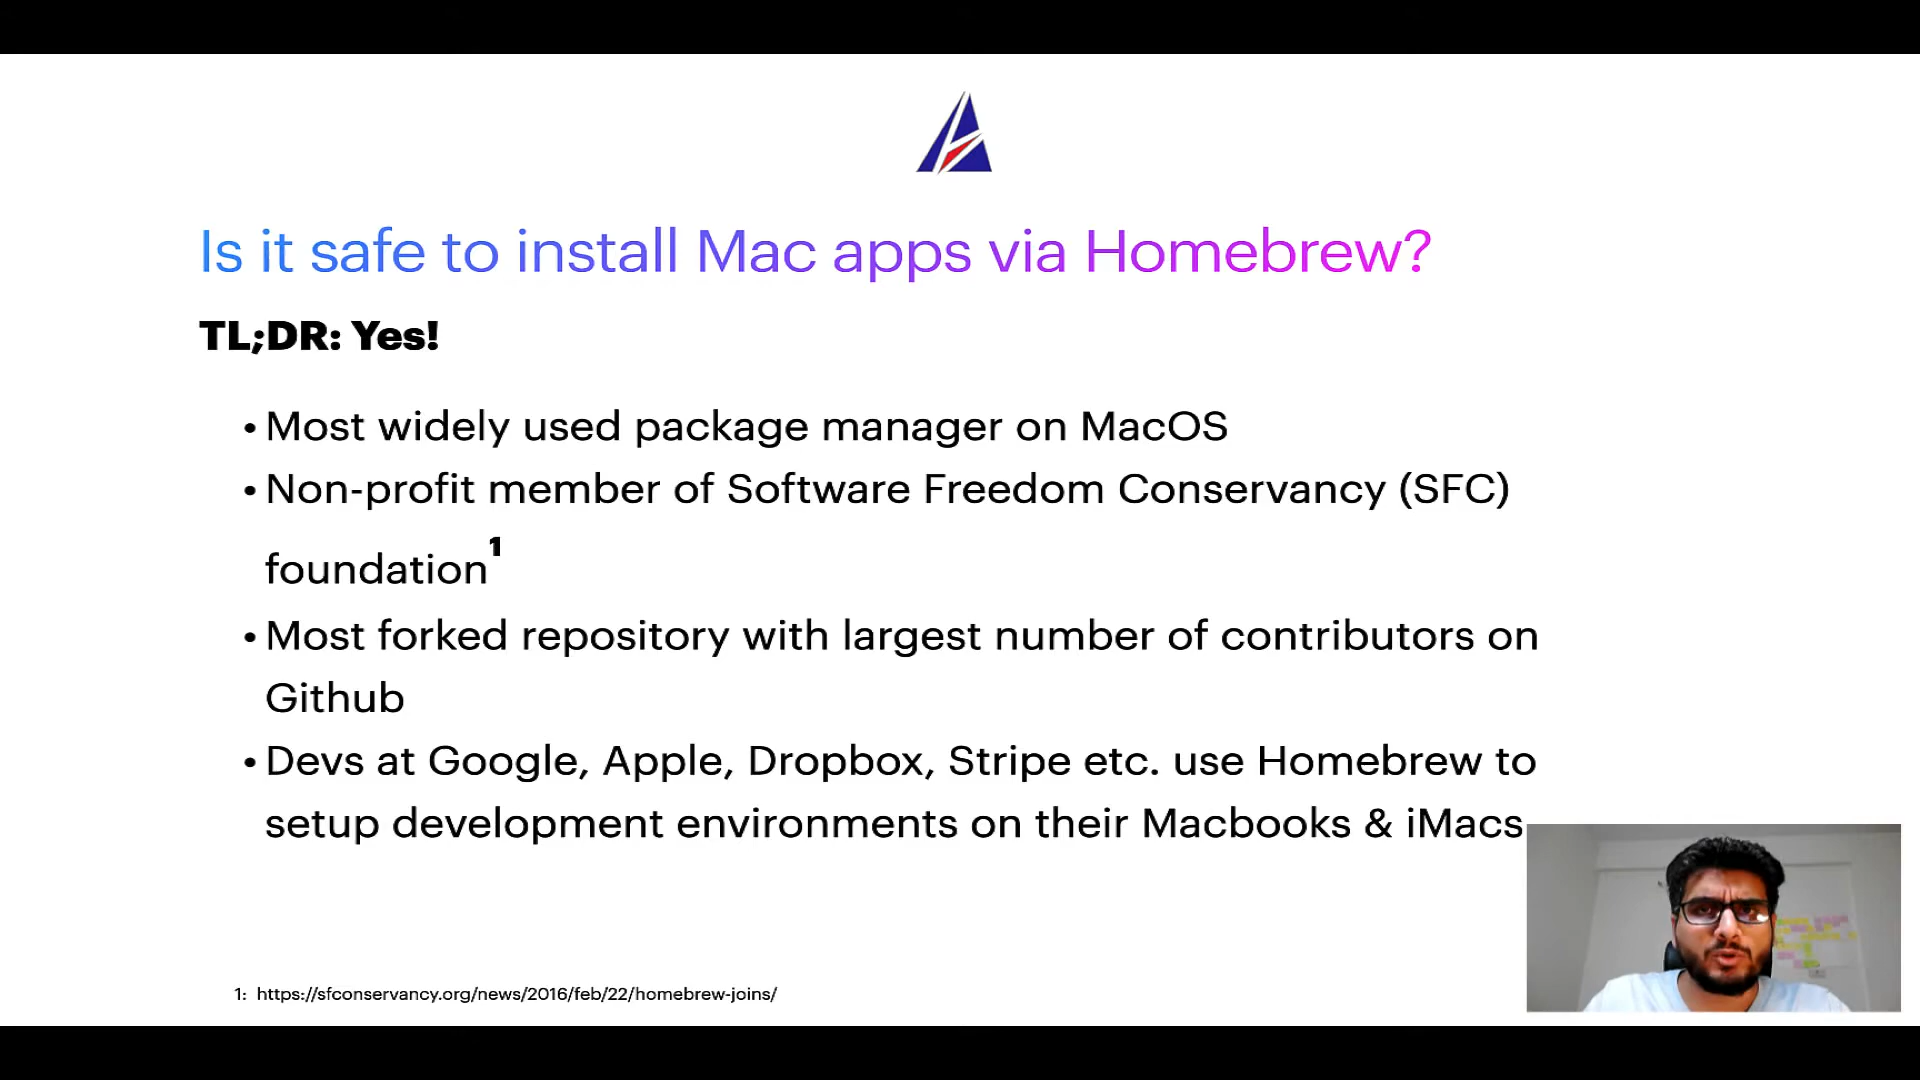 Is it safe to install Mac apps via Homebrew?
TL;DR: Yes!
• Most widely used package manager on MacOS
• Non-profit member of Software Freedom Conservancy (SFC)
foundation¹
• Most forked repository with largest number of contributors on
Github
• Devs at Google, Apple, Dropbox, Stripe etc. use Homebrew to
setup development environments on their Macbooks & iMacs
1: https://sfconservancy.org/news/2016/feb/22/homebrew-joins/